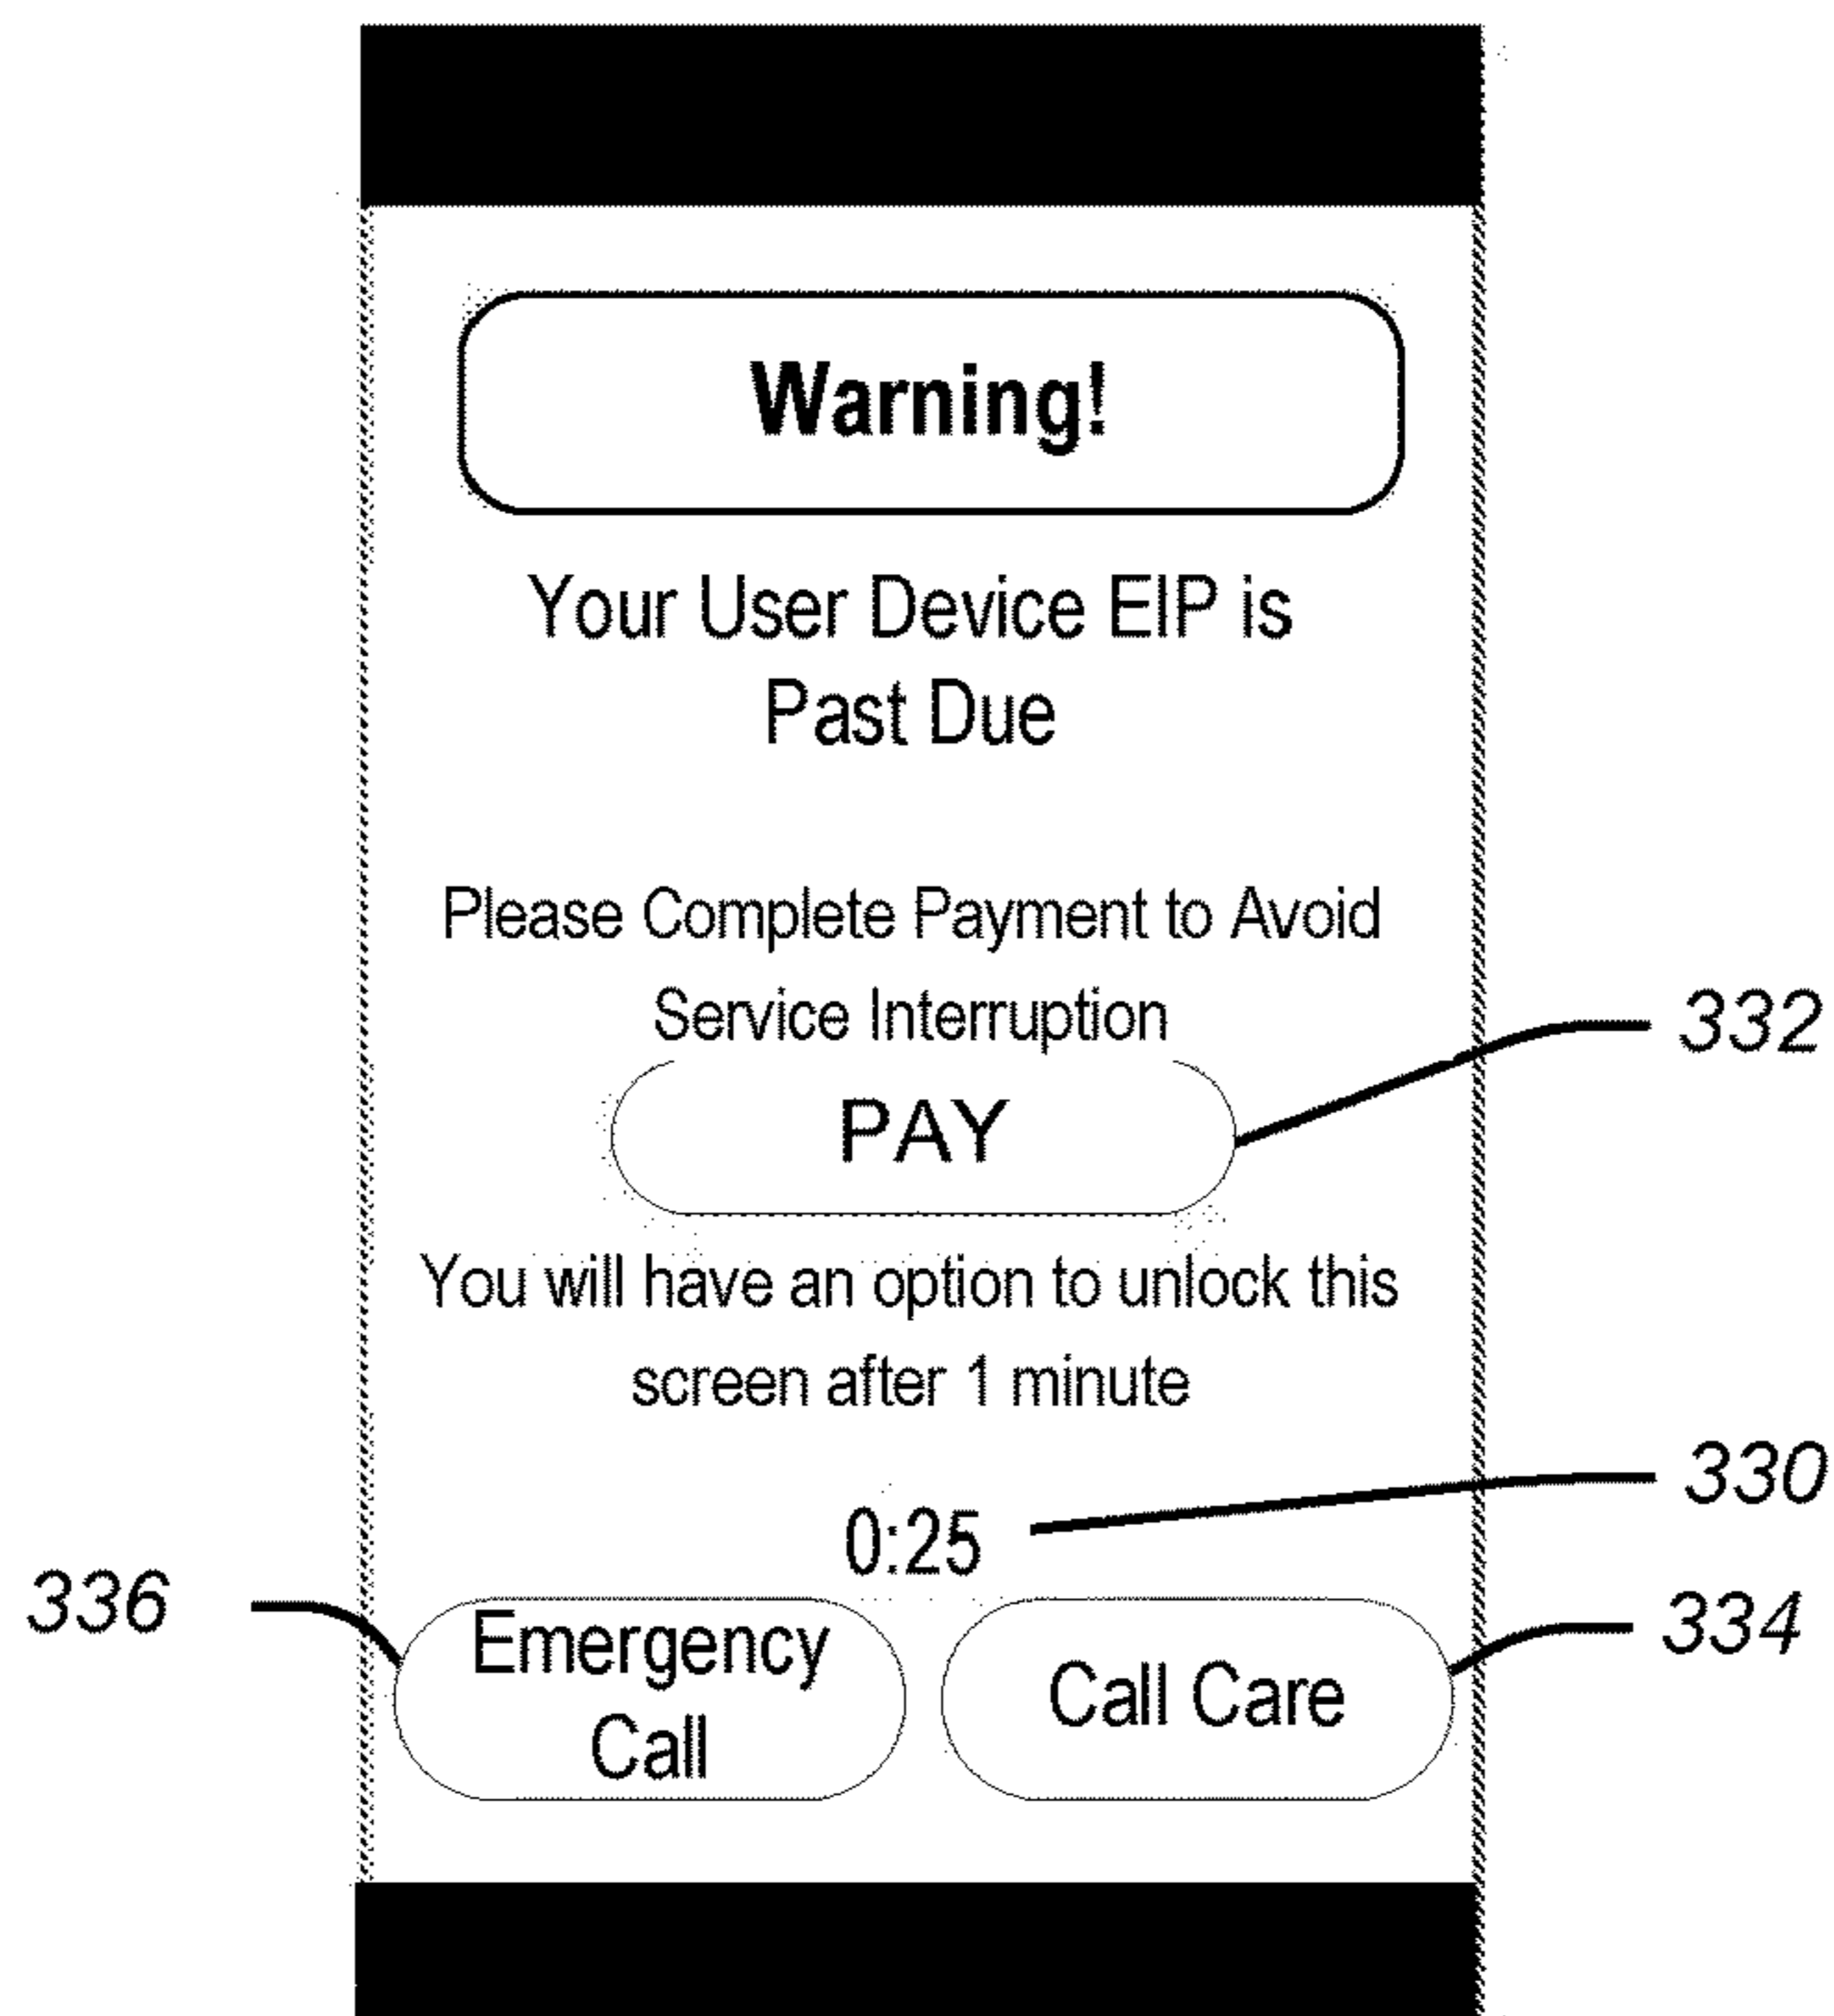 Warning!
Your User Device EIP is
Past Due
Please Complete Payment to Avoid
Service Interruption
332
PAY
You will have an option to unlock this
screen after 1 minute
330
0:25
336
Emergency
Call
334
Call Care